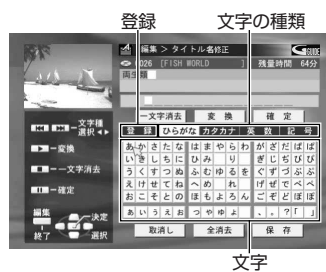 登録 文字の種類
編集 > タイトル名修正 GGUIDE
026 [FISH WORLD ] 残量時間 64分
両生類
一文字消去 変換 確定
登録 ひらがな カタカナ 英 数 記号
文字種選択
ー変換
ー一文字消去
ー確定
編集
終了
決定
選択
あかさたなはまやらわ がざだばぱ
いきしちにひみ り ぎじぢびぴ
うくすつぬふむゆるを ぐずづぶぷ
えけせてねへめ れ げぜでべぺ
おこそとのほもよろん ごぞどぼぽ
ぁぃぅぇぉっゃゅょ 、。?「」
取消し 全消去 保存
文字